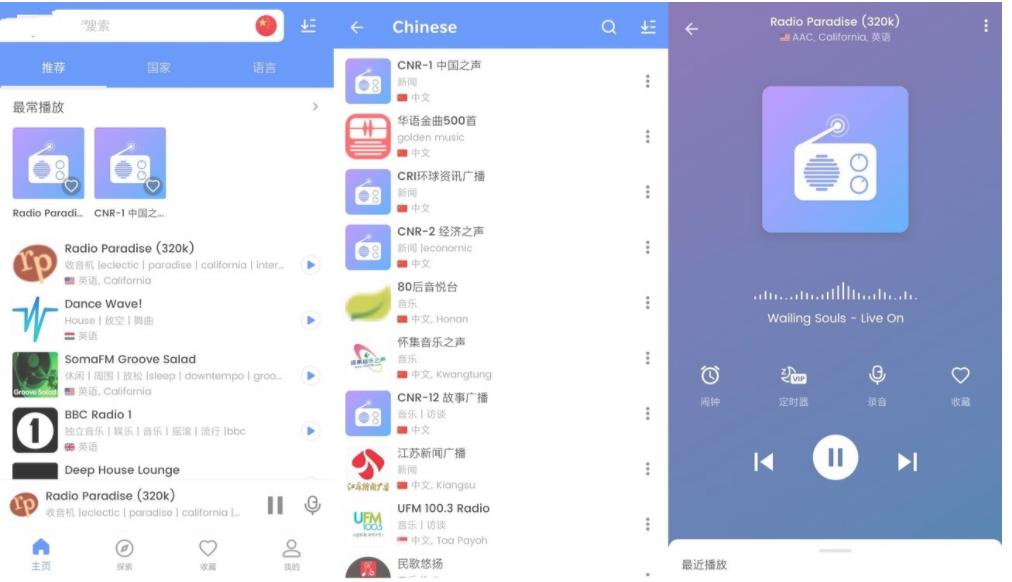 搜索
推荐
国家
语言
最常播放
Radio Paradi...
CNR-1 中国之...
Radio Paradise (320k)
收音机 |eclectic | paradise | california | inter...
英语, California
Dance Wave!
House | 放空 | 舞曲
英语
SomaFM Groove Salad
休闲 | 周围 | 放松 |sleep | downtempo | groo...
英语, California
Groove Salad
BBC Radio 1
独立音乐 | 娱乐 | 音乐 | 摇滚 | 流行 |bbc
英语
1
Deep House Lounge
Radio Paradise (320k)
收音机 |eclectic | paradise | california |...
主页
探索
收藏
我的
Chinese
CNR-1 中国之声
新闻
中文
华语金曲500首
golden music
中文
CRI环球资讯广播
新闻
中文
CNR-2 经济之声
新闻 |economic
中文
80后音悦台
音乐
中文, Honan
怀集音乐之声
音乐
中文, Kwangtung
CNR-12 故事广播
音乐 | 访谈
中文
江苏新闻广播
新闻
中文, Kiangsu
UFM 100.3 Radio
音乐 | 访谈
中文, Toa Payoh
UFM
100.3
民歌悠扬
Radio Paradise (320k)
AAC, California, 英语
Wailing Souls - Live On
闹钟
VIP
定时器
录音
收藏
最近播放